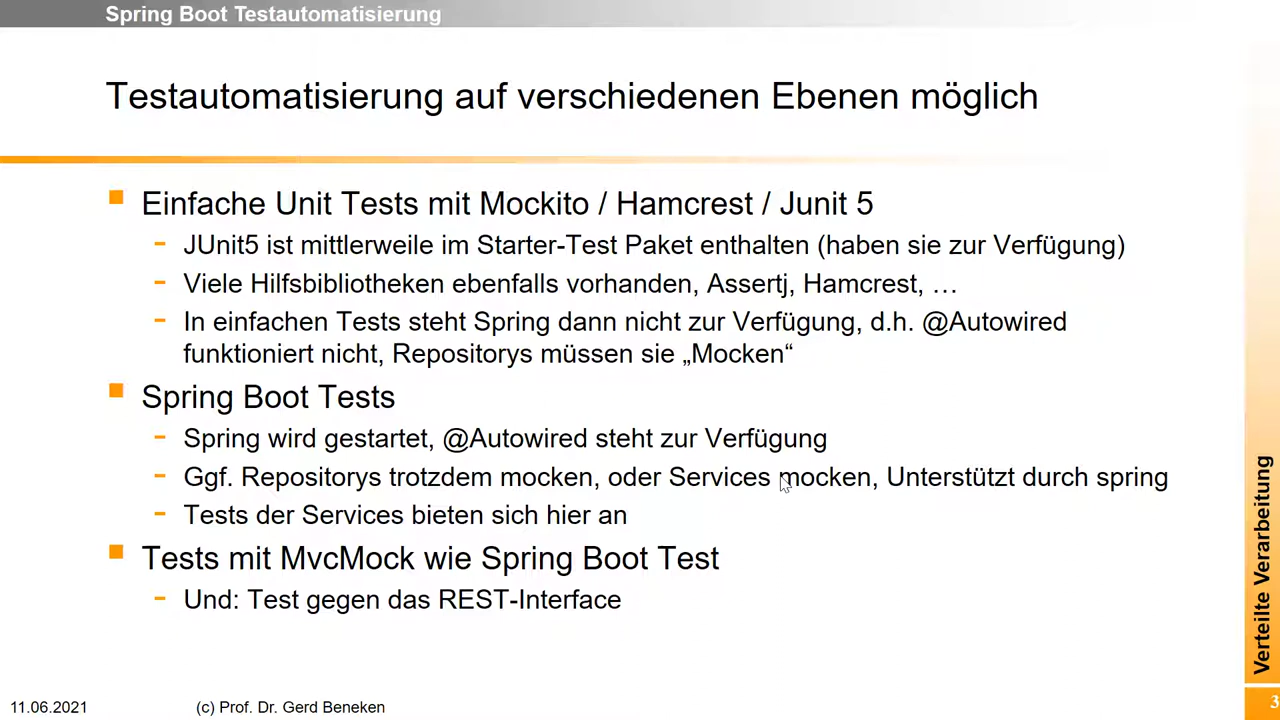 Spring Boot Testautomatisierung
Testautomatisierung auf verschiedenen Ebenen möglich
Einfache Unit Tests mit Mockito / Hamcrest / Junit 5
- JUnit5 ist mittlerweile im Starter-Test Paket enthalten (haben sie zur Verfügung)
- Viele Hilfsbibliotheken ebenfalls vorhanden, Assertj, Hamcrest, …
- In einfachen Tests steht Spring dann nicht zur Verfügung, d.h. @Autowired
funktioniert nicht, Repositorys müssen sie „Mocken“
Spring Boot Tests
- Spring wird gestartet, @Autowired steht zur Verfügung
- Ggf. Repositorys trotzdem mocken, oder Services mocken, Unterstützt durch spring
- Tests der Services bieten sich hier an
Tests mit MvcMock wie Spring Boot Test
- Und: Test gegen das REST-Interface
Verteilte Verarbeitung
11.06.2021
(c) Prof. Dr. Gerd Beneken
3